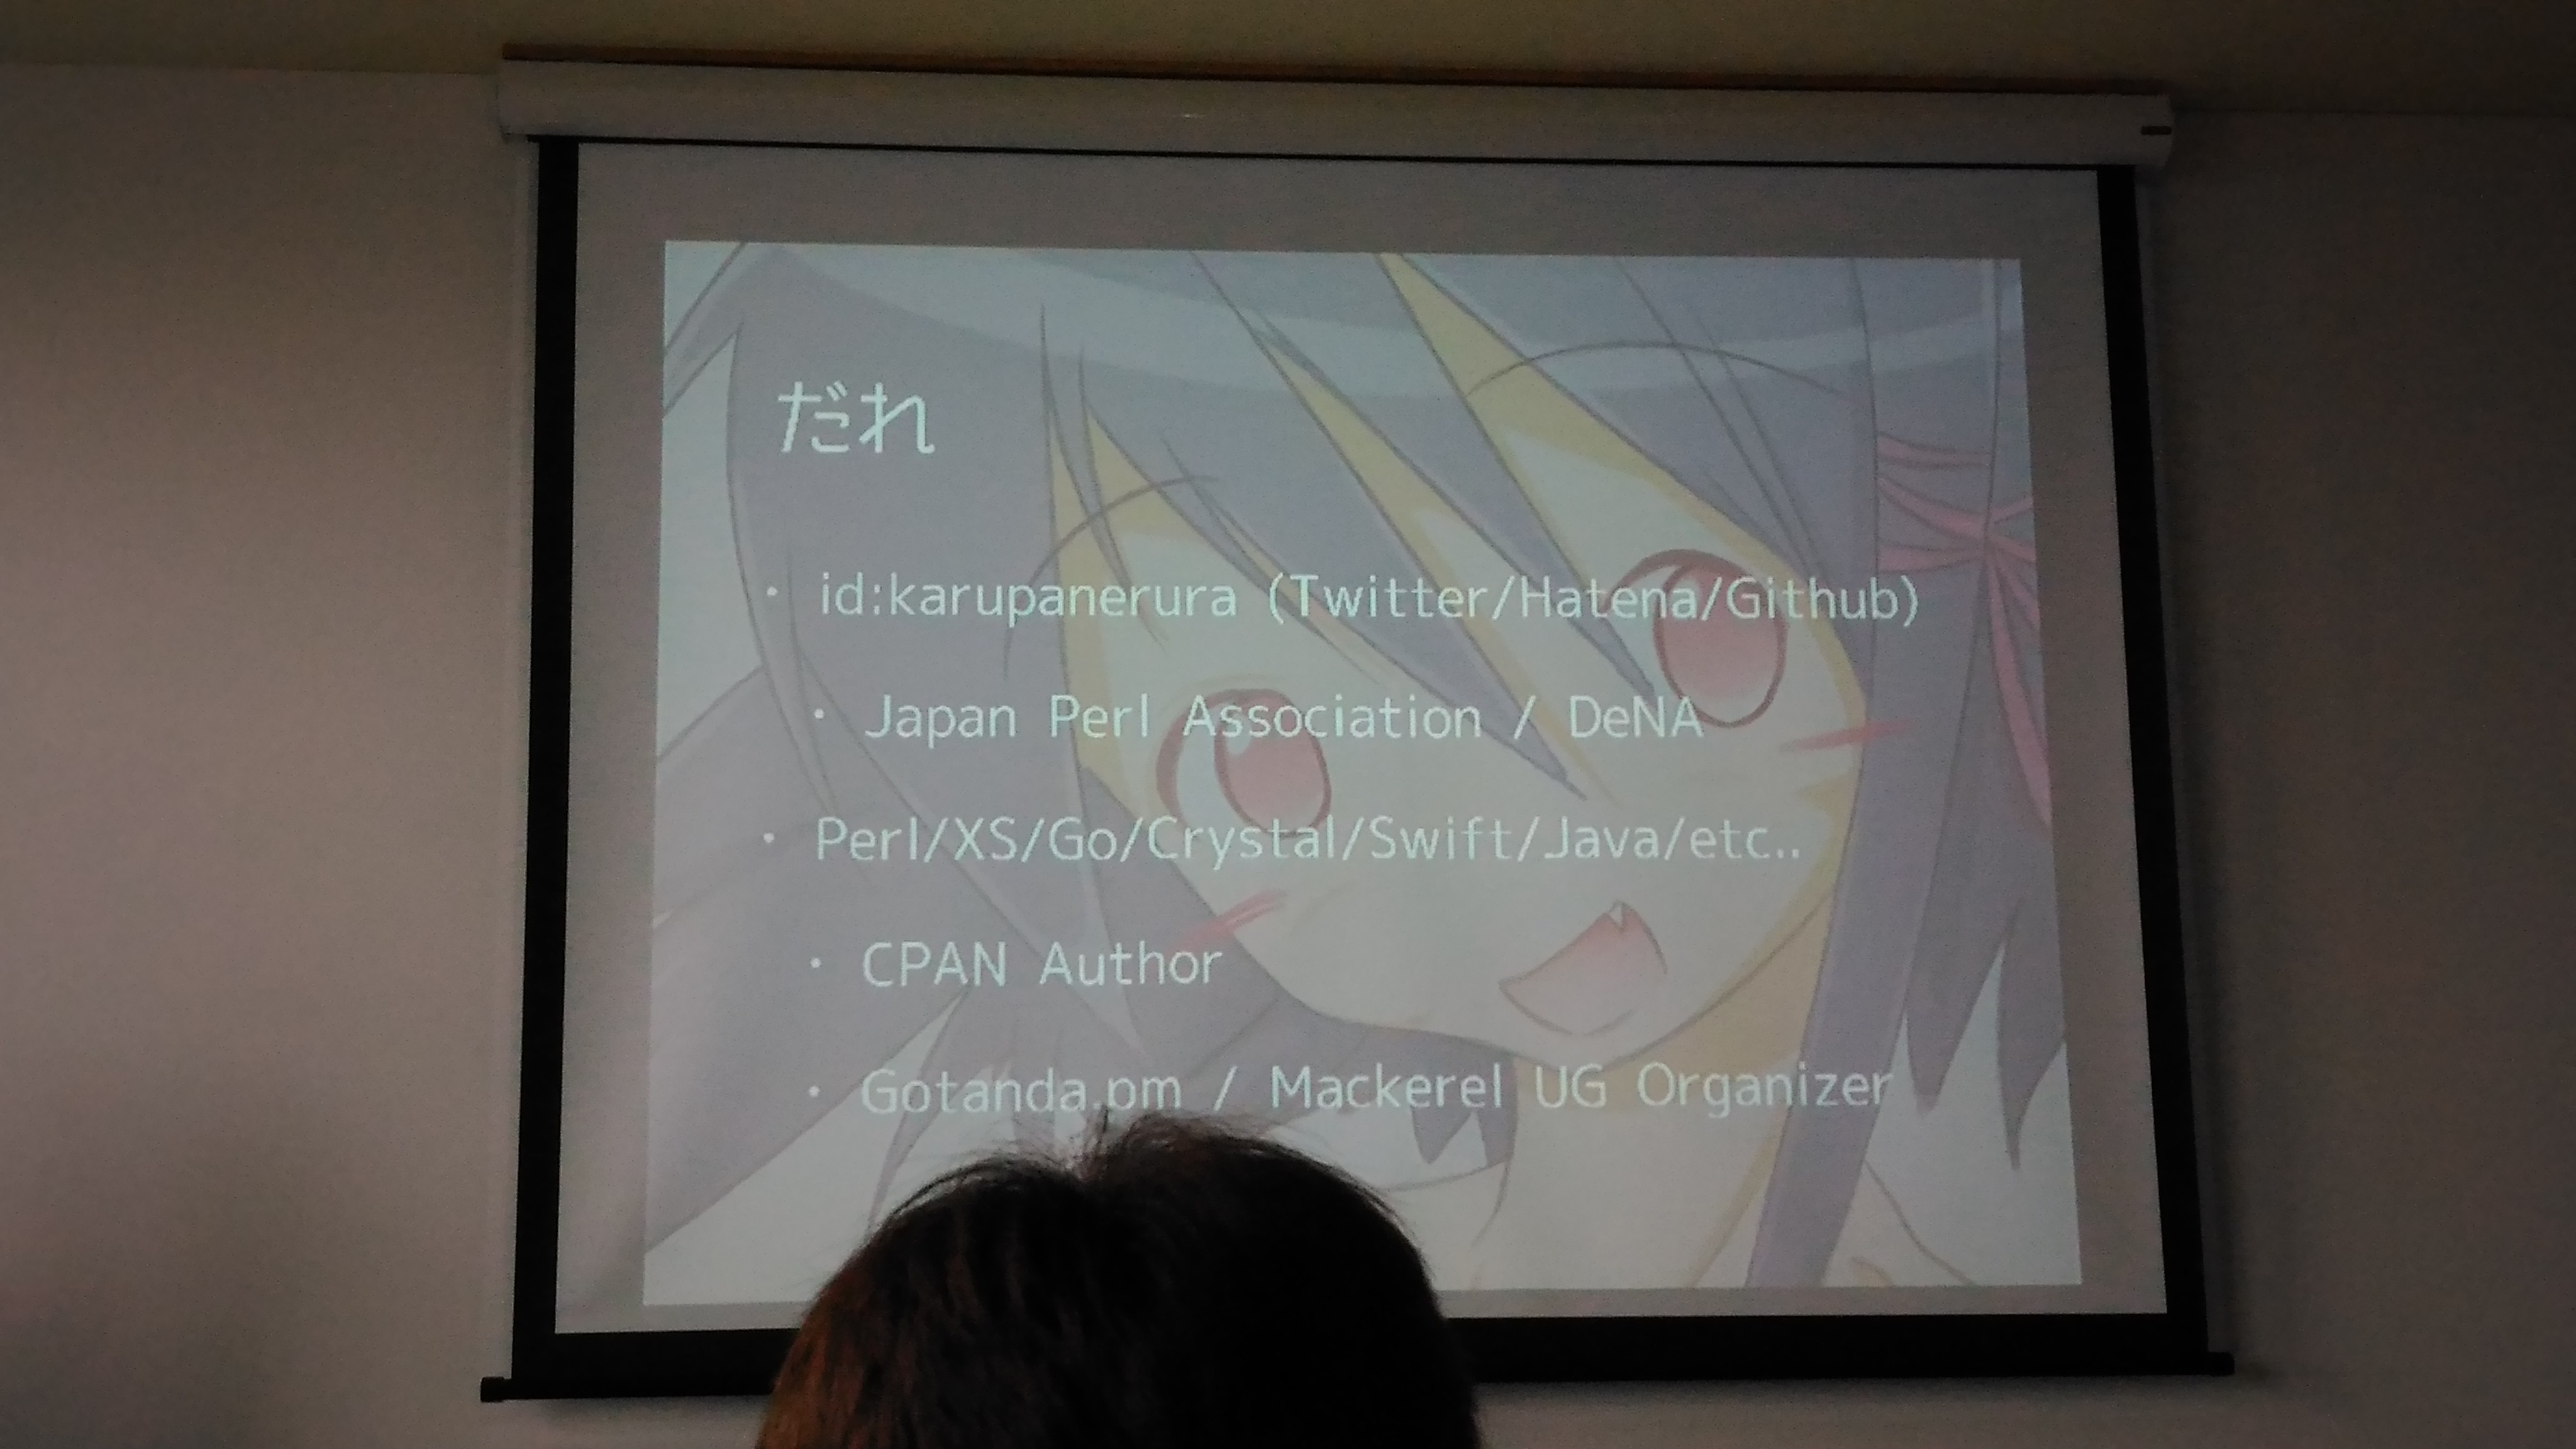 だれ
・ id:karupanerura (Twitter/Hatena/Github)
・ Japan Perl Association / DeNA
・ Perl/XS/Go/Crystal/Swift/Java/etc..
・ CPAN Author
・ Gotanda.pm / Mackerel UG Organizer